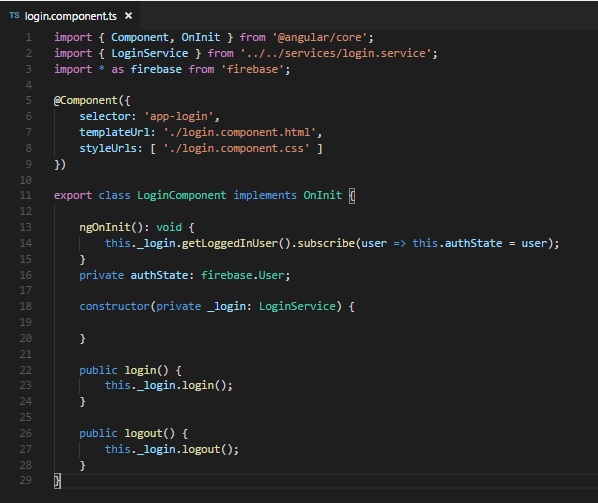 TS login.component.ts ×
1 import { Component, OnInit } from '@angular/core';
2 import { LoginService } from '../../services/login.service';
3 import * as firebase from 'firebase';
4
5 @Component({
6     selector: 'app-login',
7     templateUrl: './login.component.html',
8     styleUrls: [ './login.component.css' ]
9 })
10
11 export class LoginComponent implements OnInit {
12
13     ngOnInit(): void {
14         this._login.getLoggedInUser().subscribe(user => this.authState = user);
15     }
16     private authState: firebase.User;
17
18     constructor(private _login: LoginService) {
19
20     }
21
22     public login() {
23         this._login.login();
24     }
25
26     public logout() {
27         this._login.logout();
28     }
29 }